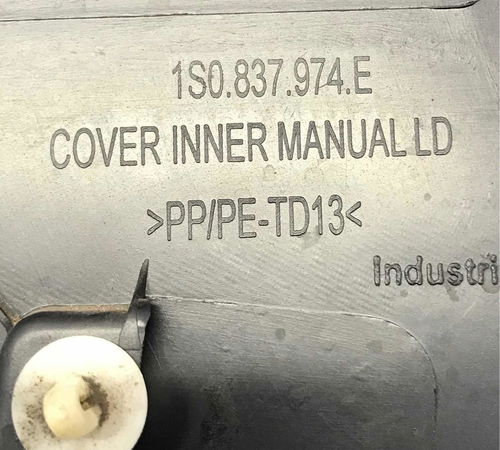 1S0.837.974.E
COVER INNER MANUAL LD
>PP/PE-TD13<
Industri